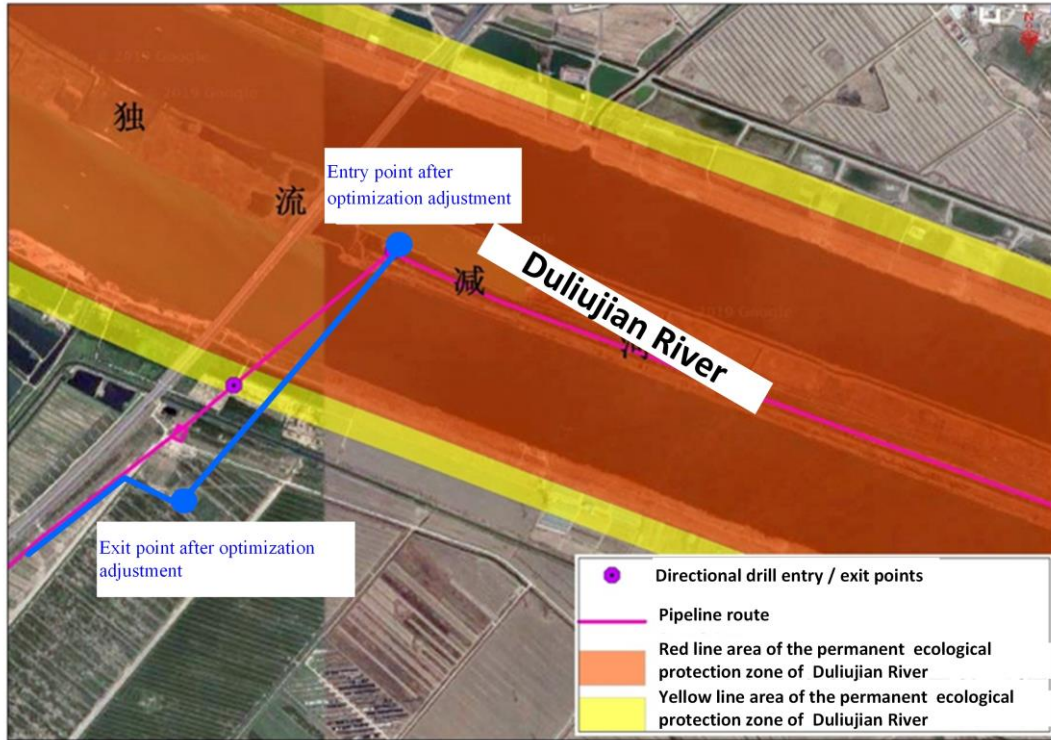 独
流
减
Entry point after
optimization adjustment
Duliujian River
Exit point after optimization
adjustment
Directional drill entry / exit points
Pipeline route
Red line area of the permanent ecological
protection zone of Duliujian River
Yellow line area of the permanent ecological
protection zone of Duliujian River